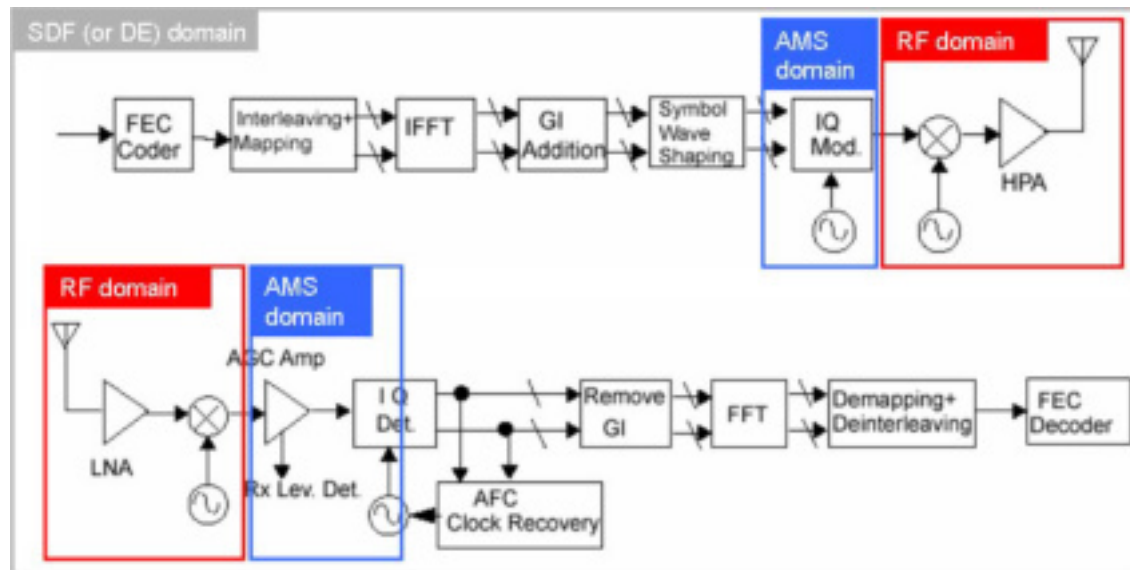 SDF (or DE) domain
AMS
domain
RF domain
FEC
Coder
Interleaving+
Mapping
IFFT
GI
Addition
Symbol
Wave
Shaping
IQ
Mod.
HPA
RF domain
AMS
domain
AGC Amp
LNA
Rx Lev. Det.
I Q
Det.
Remove
GI
FFT
Demapping+
Deinterleaving
FEC
Decoder
AFC
Clock Recovery